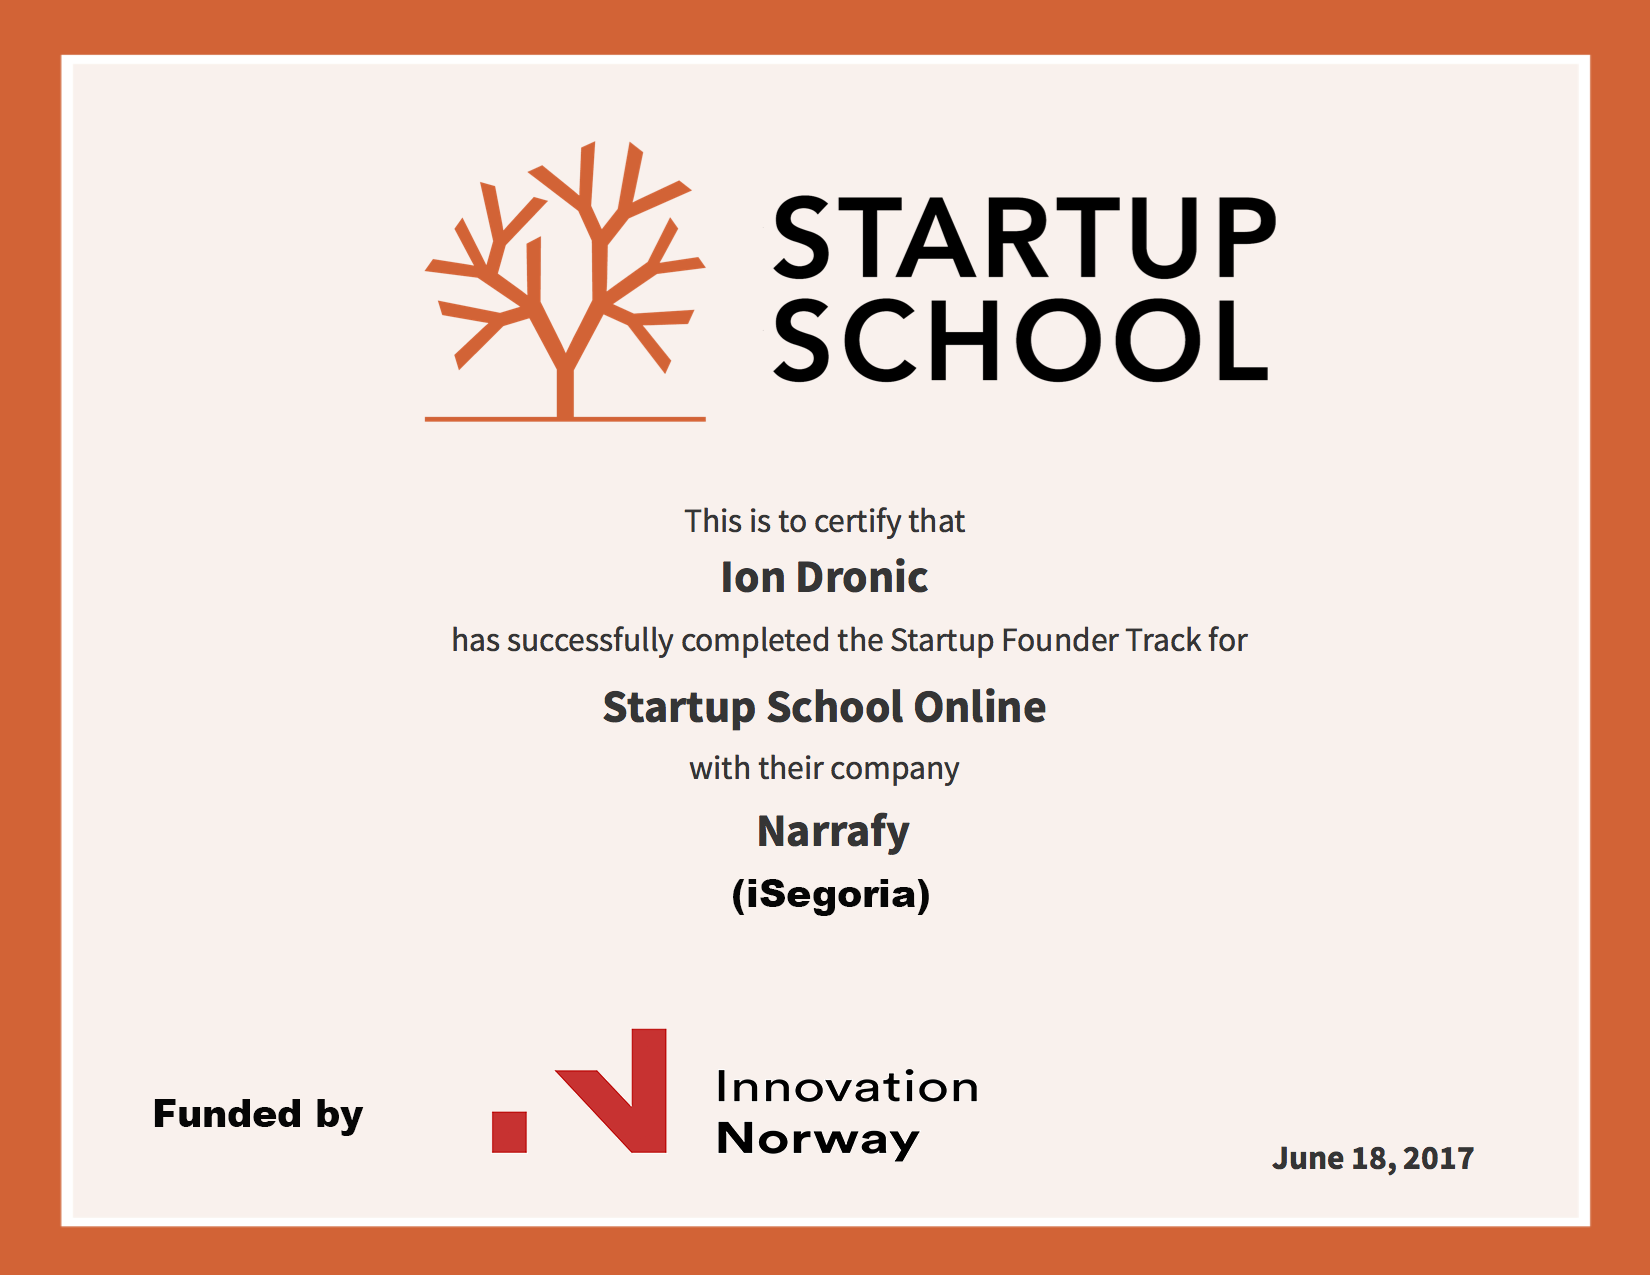 STARTUP
SCHOOL
This is to certify that
Ion Dronic
has successfully completed the Startup Founder Track for
Startup School Online
with their company
Narrafy
(iSegoria)
Funded by
Innovation
Norway
June 18, 2017